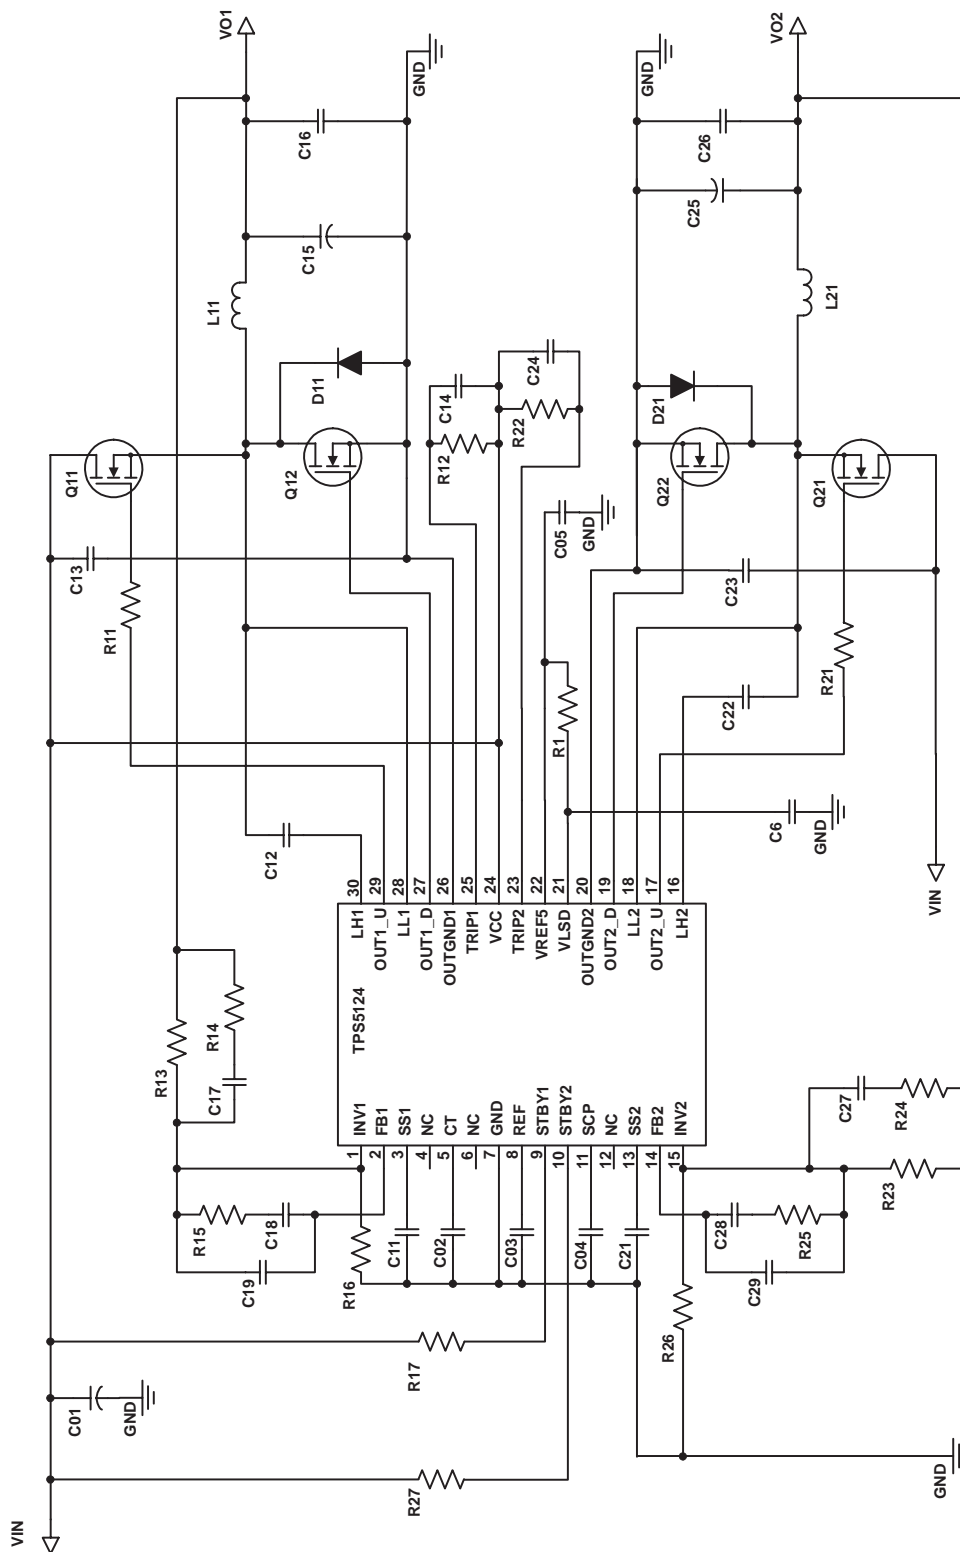 VIN
VO1
VO2
GND
GND
C16
C26
C15
C25
L11
L21
D11
D21
C14
C24
R12
R22
Q11
Q12
Q22
Q21
C13
C05
GND
C23
R11
R1
C22
R21
C12
C6
GND
VIN
30 LH1
29 OUT1_U
28 LL1
27 OUT1_D
26 OUTGND1
25 TRIP1
24 VCC
23 TRIP2
22 VREF5
21 VLSD
20 OUTGND2
19 OUT2_D
18 LL2
17 OUT2_U
16 LH2
TPS5124
INV1 1
FB1 2
SS1 3
NC 4
CT 5
NC 6
GND 7
REF 8
STBY1 9
STBY2 10
SCP 11
NC 12
SS2 13
FB2 14
INV2 15
R13
R14
C17
C27
R24
R23
R15
C18
C19
R16
C11
C02
C03
C04
C21
C28
R25
C29
R26
R17
C01
GND
R27
GND